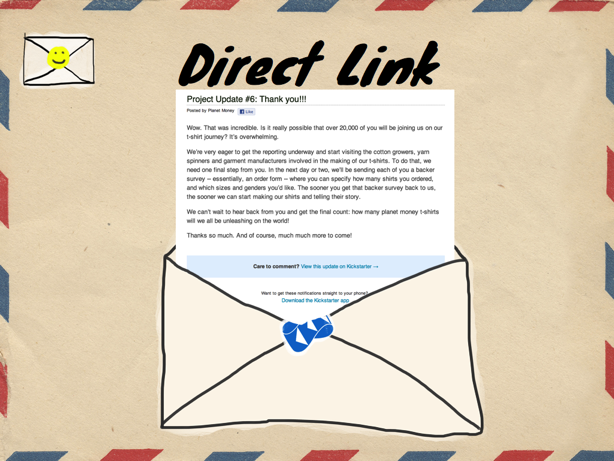 Direct Link
Project Update #6: Thank you!!!
Posted by Planet Money Like
Wow. That was incredible. Is it really possible that over 20,000 of you will be joining us on our
t-shirt journey? It's overwhelming.
We're very eager to get the reporting underway and start visiting the cotton growers, yarn
spinners and garment manufacturers involved in the making of our t-shirts. To do that, we
need one final step from you. In the next day or two, we'll be sending each of you a backer
survey – essentially, an order form – where you can specify how many shirts you ordered,
and which sizes and genders you'd like. The sooner you get that backer survey back to us,
the sooner we can start making our shirts and telling their story.
We can't wait to hear back from you and get the final count: how many planet money t-shirts
will we all be unleashing on the world!
Thanks so much. And of course, much much more to come!
Care to comment? View this update on Kickstarter →
Want to get these notifications straight to your phone?
Download the Kickstarter app